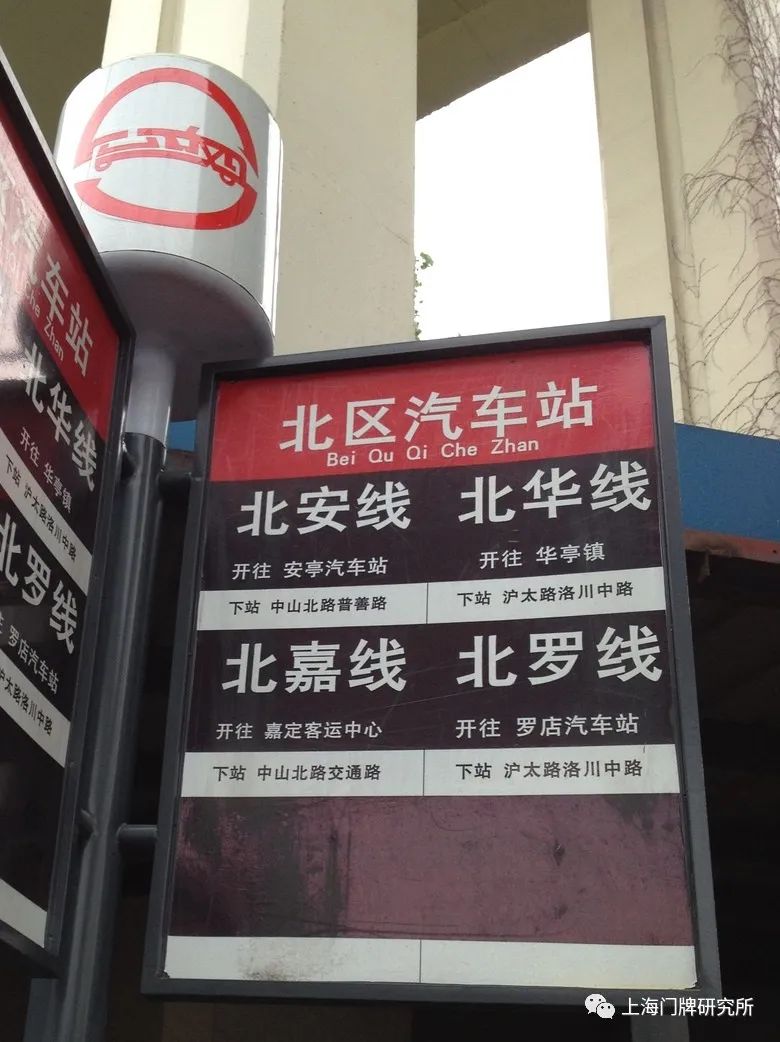 北区汽车站
Bei Qu Qi Che Zhan
北安线 北华线
开往 安亭汽车站 开往 华亭镇
下站 中山北路普善路 下站 沪太路洛川中路
北嘉线 北罗线
开往 嘉定客运中心 开往 罗店汽车站
下站 中山北路交通路 下站 沪太路洛川中路
汽车站
Che Zhan
北华线
开往 华亭镇
下站 沪太路洛川中路
北罗线
往 罗店汽车站
沪太路洛川中路
上海门牌研究所